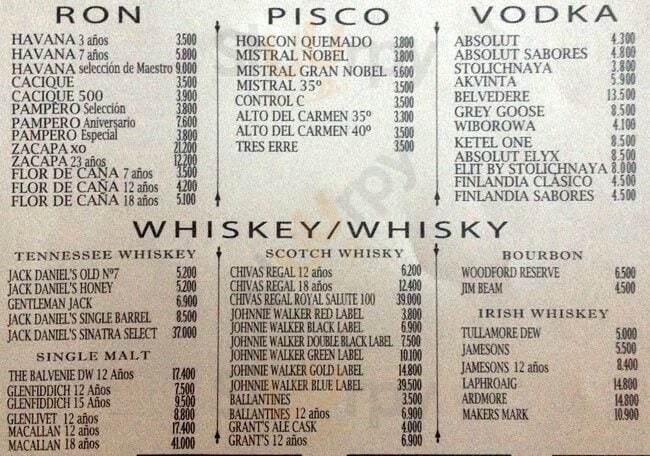 RON
HAVANA 3 años 3.500
HAVANA 7 años 5.800
HAVANA selección de Maestro 9.000
CACIQUE 3.500
CACIQUE 500 3.900
PAMPERO Selección 3.800
PAMPERO Aniversario 7.600
PAMPERO Especial 3.800
ZACAPA XO 21.200
ZACAPA 23 años 12.200
FLOR DE CAÑA 7 años 3.500
FLOR DE CAÑA 12 años 4.200
FLOR DE CAÑA 18 años 5.100
PISCO
HORCON QUEMADO 3.800
MISTRAL NOBEL 3.800
MISTRAL GRAN NOBEL 5.600
MISTRAL 35º 3.500
CONTROL C 3.500
ALTO DEL CARMEN 35º 3.300
ALTO DEL CARMEN 40º 3.500
TRES ERRE 3.500
VODKA
ABSOLUT 4.300
ABSOLUT SABORES 4.800
STOLICHNAYA 3.800
AKVINTA 5.900
BELVEDERE 13.500
GREY GOOSE 8.500
WIBOROWA 4.100
KETEL ONE 8.500
ABSOLUT ELYX 8.500
ELIT BY STOLICHNAYA 8.000
FINLANDIA CLÁSICO 4.500
FINLANDIA SABORES 4.500
WHISKEY/WHISKY
TENNESSEE WHISKEY
JACK DANIEL'S OLD Nº7 5.200
JACK DANIEL'S HONEY 5.200
GENTLEMAN JACK 6.900
JACK DANIEL'S SINGLE BARREL 8.500
JACK DANIEL'S SINATRA SELECT 37.000
SINGLE MALT
THE BALVENIE DW 12 Años 17.400
GLENFIDDICH 12 Años 7.500
GLENFIDDICH 15 Años 9.500
GLENLIVET 12 años 8.800
MACALLAN 12 años 17.400
MACALLAN 18 años 41.000
SCOTCH WHISKY
CHIVAS REGAL 12 años 6.200
CHIVAS REGAL 18 años 12.400
CHIVAS REGAL ROYAL SALUTE 100 39.000
JOHNNIE WALKER RED LABEL 3.800
JOHNNIE WALKER BLACK LABEL 6.900
JOHNNIE WALKER DOUBLE BLACK LABEL 7.500
JOHNNIE WALKER GREEN LABEL 10.100
JOHNNIE WALKER GOLD LABEL 14.800
JOHNNIE WALKER BLUE LABEL 39.500
BALLANTINES 3.500
BALLANTINES 12 años 6.900
GRANT'S ALE CASK 4.000
GRANT'S 12 años 6.900
BOURBON
WOODFORD RESERVE 6.500
JIM BEAM 4.500
IRISH WHISKEY
TULLAMORE DEW 5.000
JAMESONS 5.500
JAMESONS 12 años 8.400
LAPHROAIG 14.800
ARDMORE 14.800
MAKERS MARK 10.900